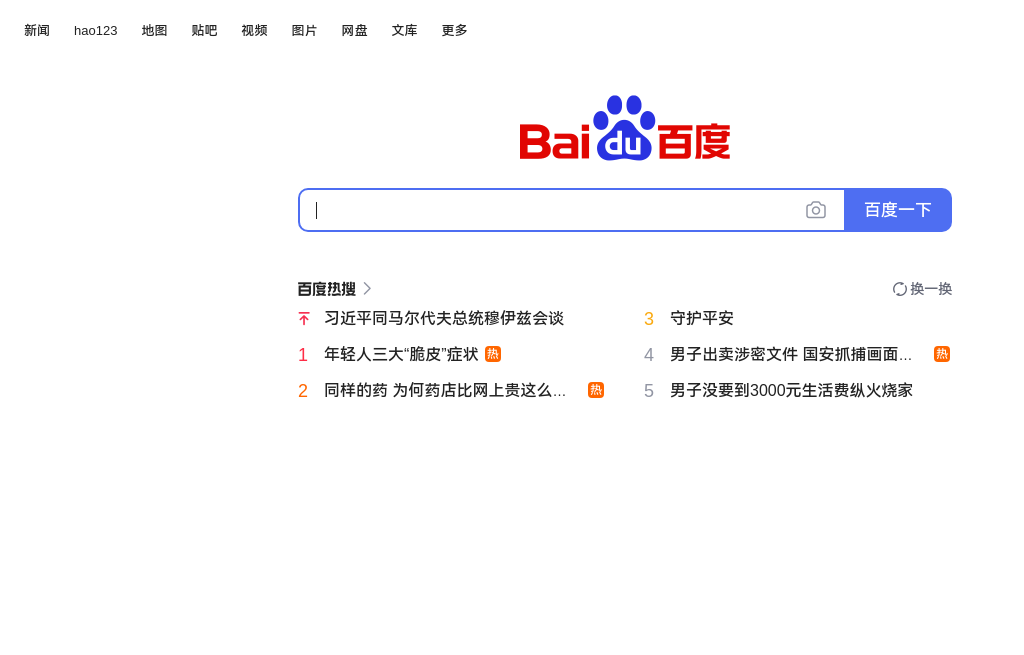 新闻 hao123 地图 贴吧 视频 图片 网盘 文库 更多
Bai du 百度
百度一下
百度热搜 换一换
习近平同马尔代夫总统穆伊兹会谈
3 守护平安
1 年轻人三大“脆皮”症状 热
4 男子出卖涉密文件 国安抓捕画面... 热
2 同样的药 为何药店比网上贵这么... 热
5 男子没要到3000元生活费纵火烧家